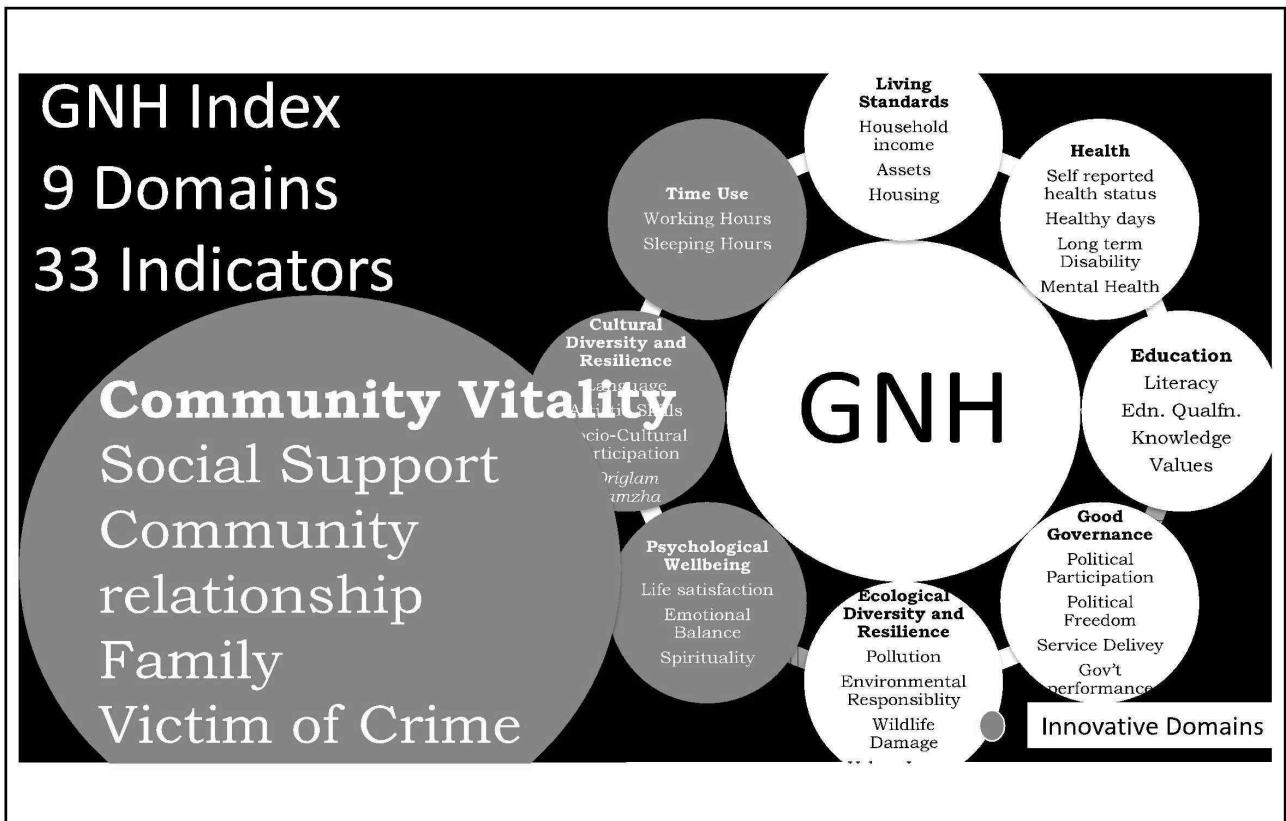 GNH Index
9 Domains
33 Indicators
Community Vitality
Social Support
Community
relationship
Family
Victim of Crime
Time Use
Working Hours
Sleeping Hours
Cultural
Diversity and
Resilience
Language
Skills
Psychological
Wellbeing
Life satisfaction
Emotional
Balance
Spirituality
Living
Standards
Household
income
Assets
Housing
Health
Self reported
health status
Healthy days
Long term
Disability
Mental Health
Education
Literacy
Edn. Qualfn.
Knowledge
Values
Good
Governance
Political
Participation
Political
Freedom
Service Delivey
Gov't
performance
Ecological
Diversity and
Resilience
Pollution
Environmental
Responsiblity
Wildlife
Damage
GNH
Innovative Domains